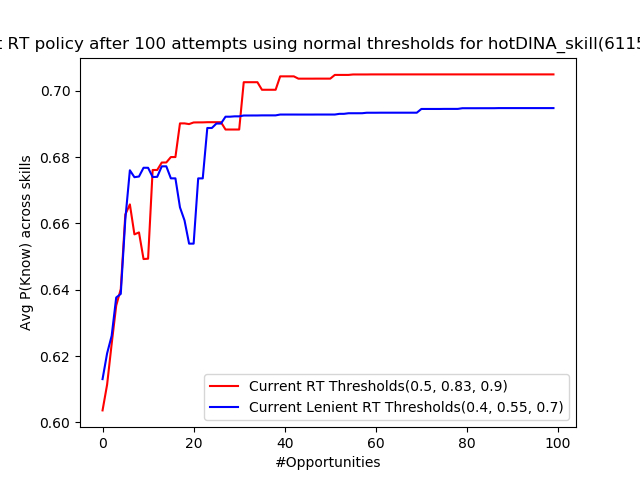 RT policy after 100 attempts using normal thresholds for hotDINA_skill(6115
0.70
0.68
0.66
0.64
0.62
0.60
Avg P(Know) across skills
Current RT Thresholds(0.5, 0.83, 0.9)
Current Lenient RT Thresholds(0.4, 0.55, 0.7)
0 20 40 60 80 100
#Opportunities